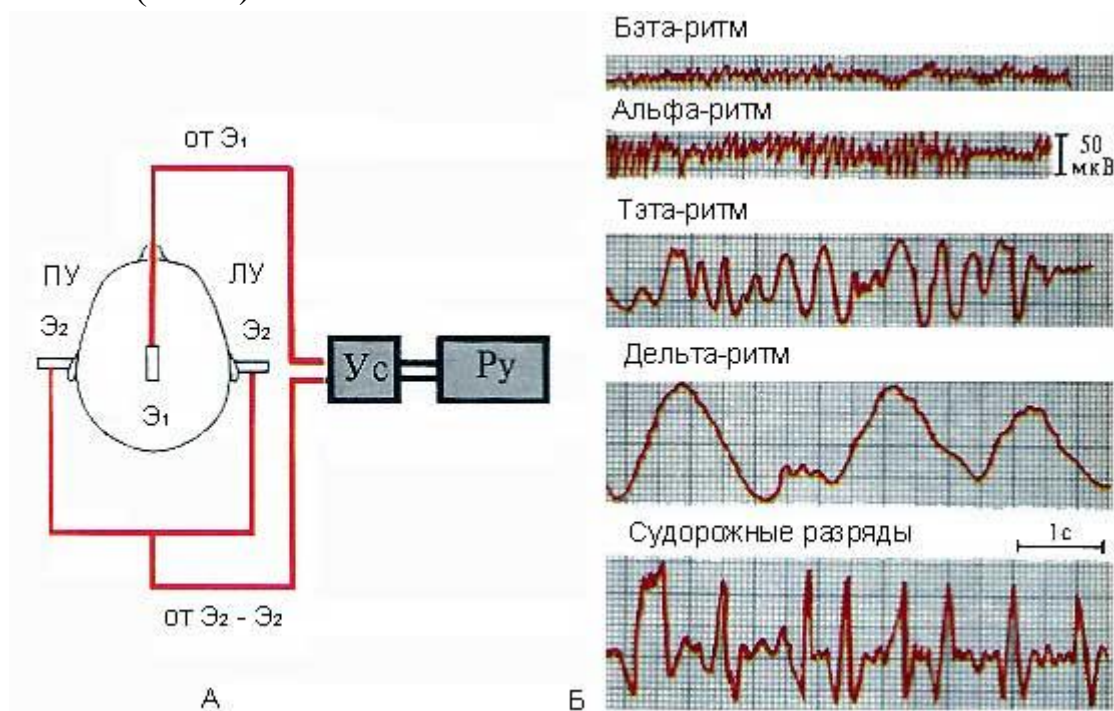 от Э₁
ПУ
ЛУ
Э₂
Э₂
Э₁
Ус
Ру
от Э₂ - Э₂
А
Б
Бэта-ритм
Альфа-ритм
50
мкВ
Тэта-ритм
Дельта-ритм
Судорожные разряды
1с